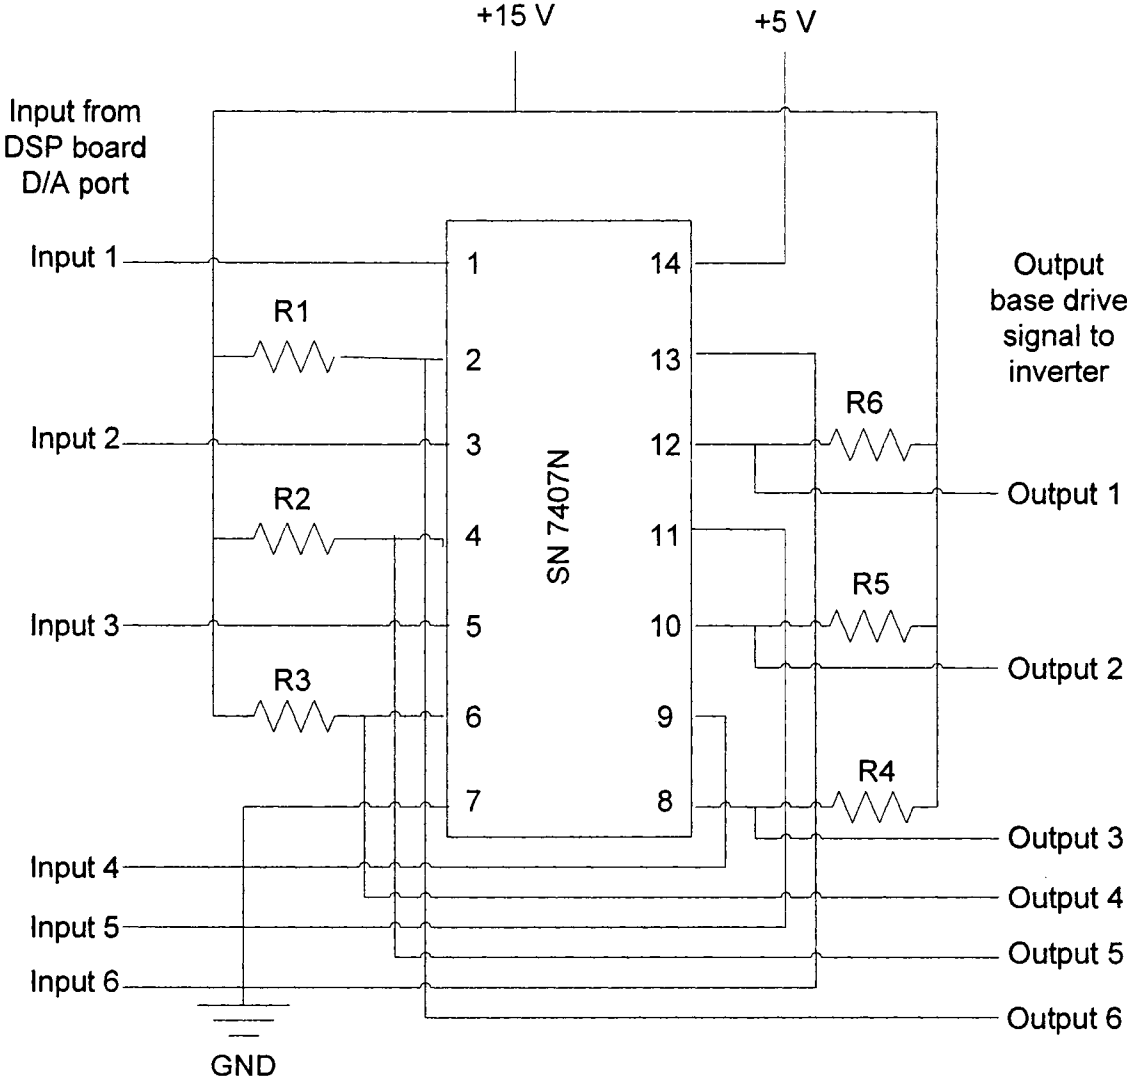 +15 V
+5 V
Input from
DSP board
D/A port
Input 1
1
14
Output
base drive
signal to
inverter
R1
2
13
R6
Input 2
3
12
Output 1
R2
4
11
SN 7407N
R5
Input 3
5
10
Output 2
R3
6
9
R4
7
8
Output 3
Input 4
Output 4
Input 5
Output 5
Input 6
Output 6
GND